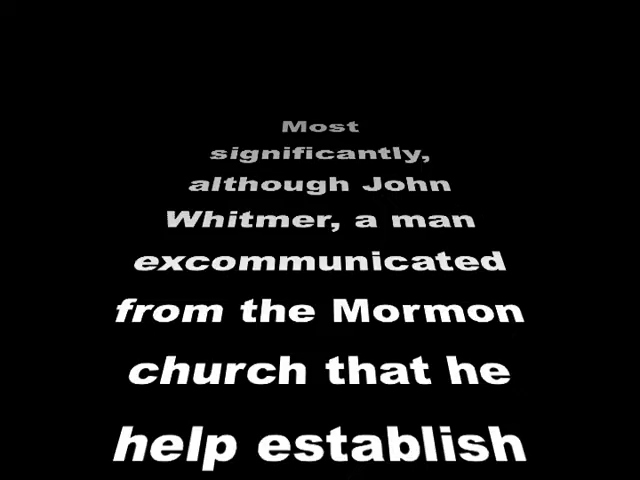 Most
significantly,
although John
Whitmer, a man
excommunicated
from the Mormon
church that he
help establish